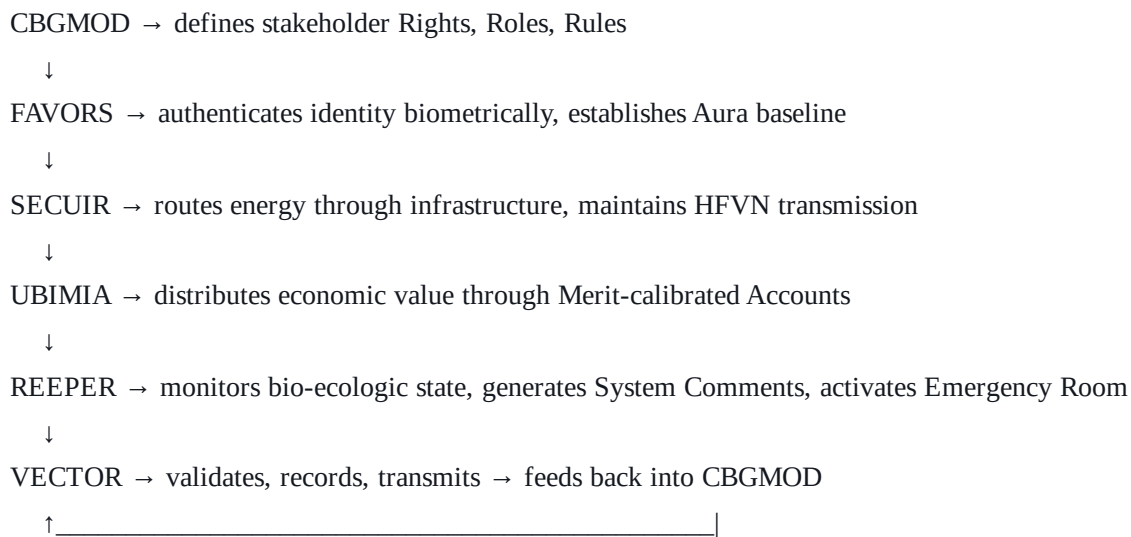 CBGMOD → defines stakeholder Rights, Roles, Rules
↓
FAVORS → authenticates identity biometrically, establishes Aura baseline
↓
SECUIR → routes energy through infrastructure, maintains HFVN transmission
↓
UBIMIA → distributes economic value through Merit-calibrated Accounts
↓
REEPER → monitors bio-ecologic state, generates System Comments, activates Emergency Room
↓
VECTOR → validates, records, transmits → feeds back into CBGMOD
↑__________________________________________________|